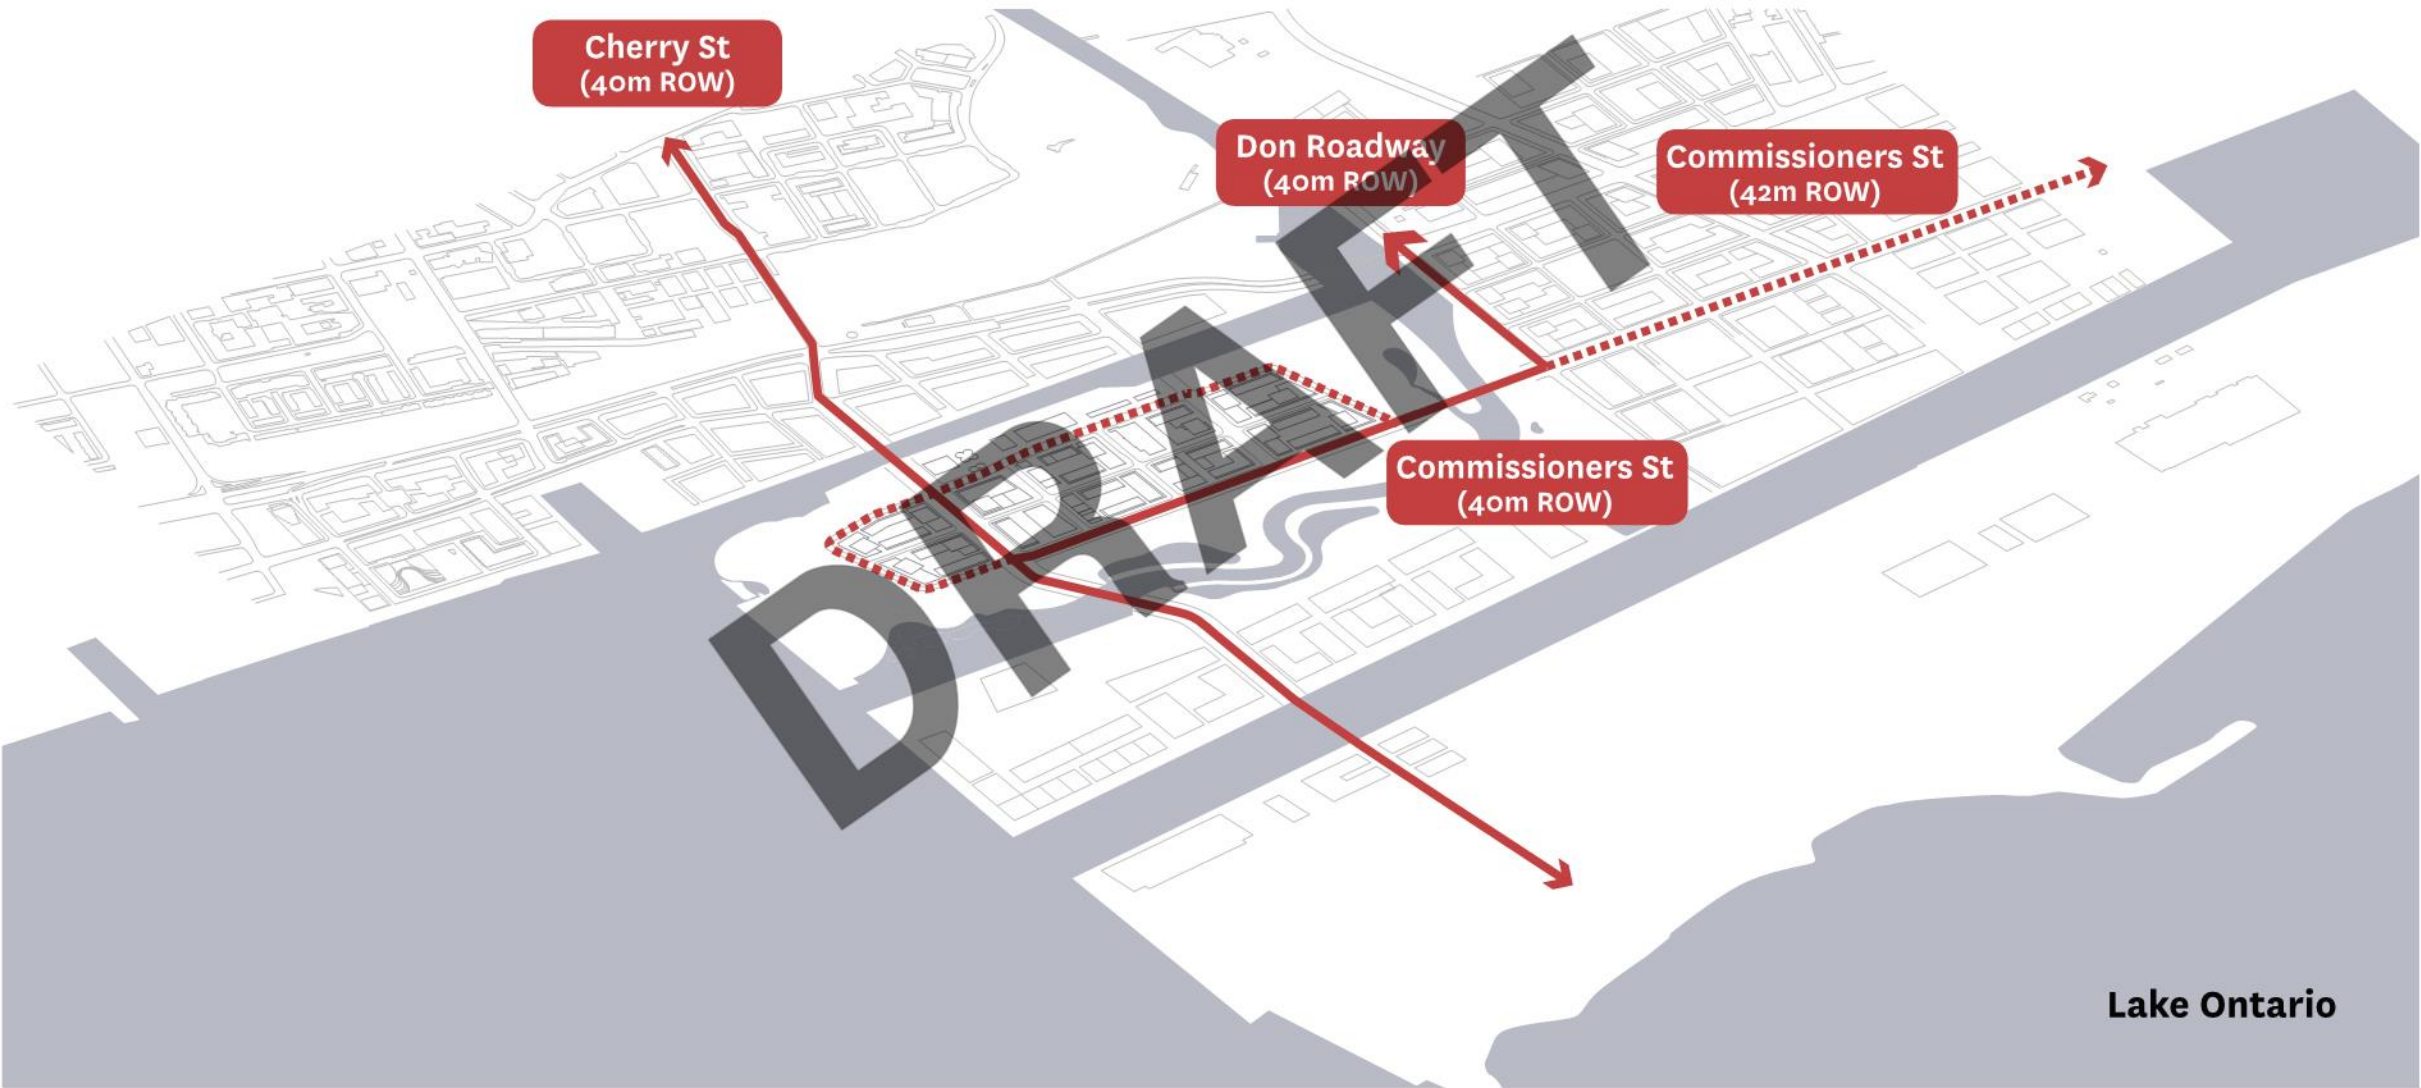 Cherry St
(40m ROW)
Don Roadway
(40m ROW)
Commissioners St
(42m ROW)
Commissioners St
(40m ROW)
DRAFT
Lake Ontario